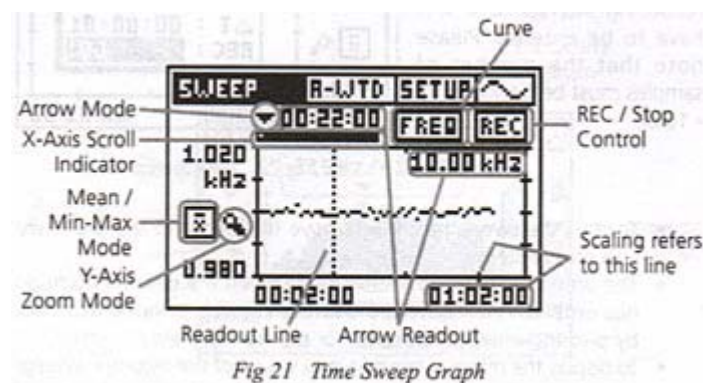 Curve
SWEEP A-WTD SETUP
Arrow Mode
00:22:00 FREQ REC
REC / Stop
Control
X-Axis Scroll
Indicator
1.020
kHz
10.00 kHz
Mean /
Min-Max
Mode
x
Y-Axis
Zoom Mode
0.980
Scaling refers
to this line
00:02:00 01:02:00
Readout Line Arrow Readout
Fig 21 Time Sweep Graph